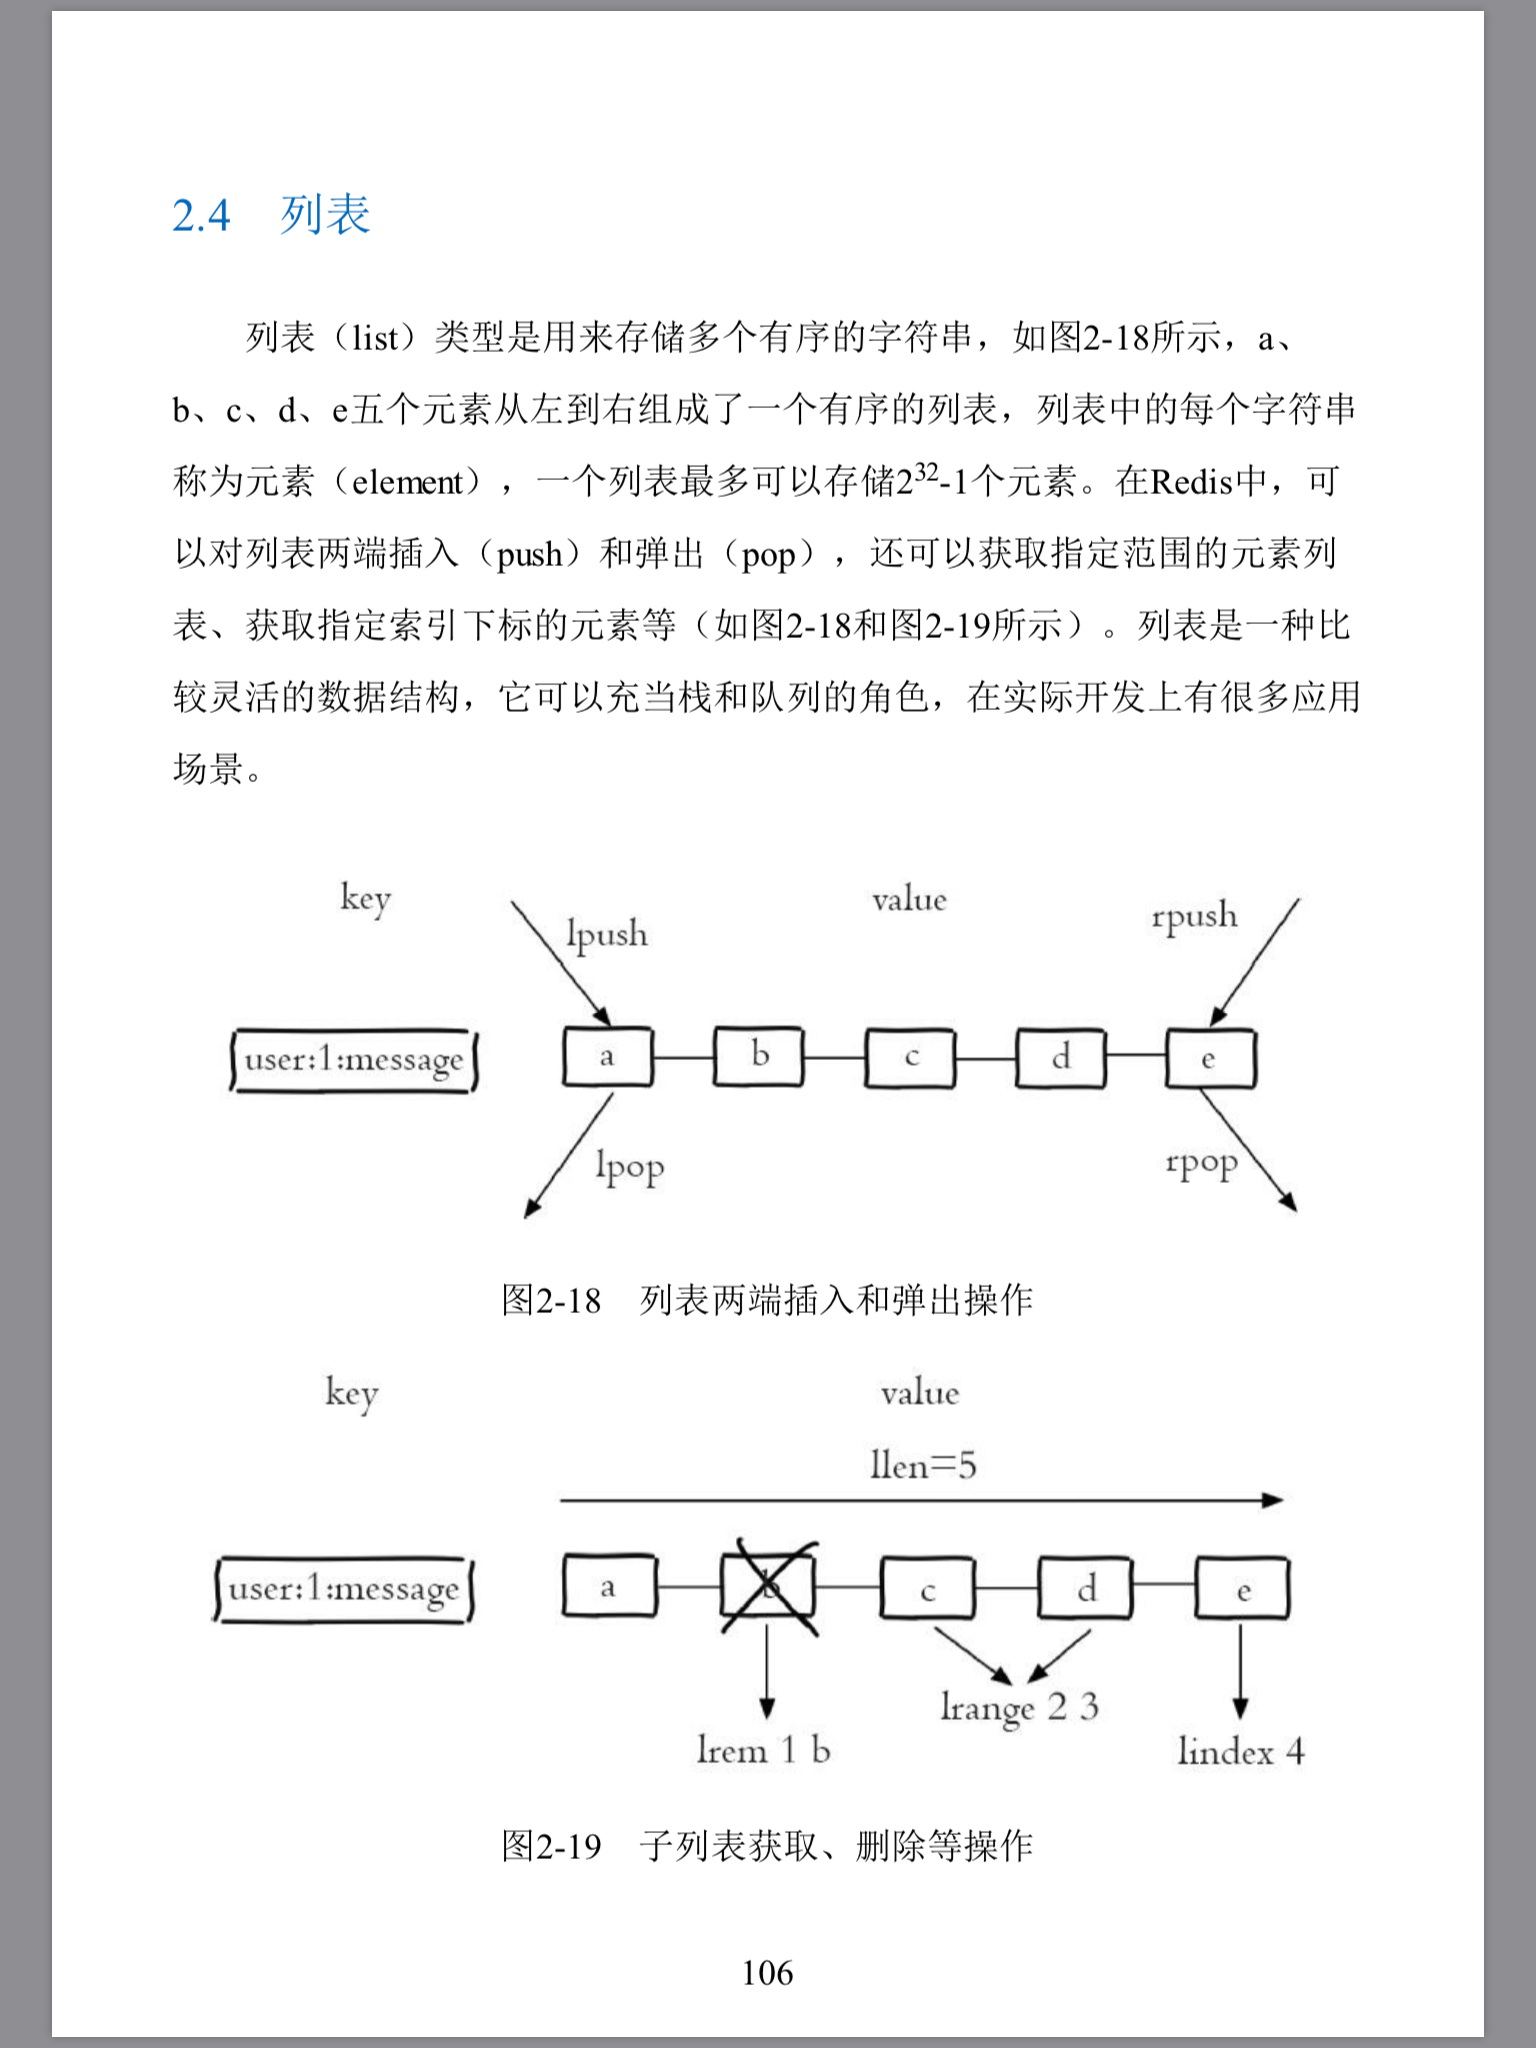 2.4 列表
列表（list）类型是用来存储多个有序的字符串，如图2-18所示，a、
b、c、d、e五个元素从左到右组成了一个有序的列表，列表中的每个字符串
称为元素（element），一个列表最多可以存储2³²-1个元素。在Redis中，可
以对列表两端插入（push）和弹出（pop），还可以获取指定范围的元素列
表、获取指定索引下标的元素等（如图2-18和图2-19所示）。列表是一种比
较灵活的数据结构，它可以充当栈和队列的角色，在实际开发上有很多应用
场景。
key
value
lpush
rpush
user:1:message
a
b
c
d
e
lpop
rpop
图2-18 列表两端插入和弹出操作
key
value
llen=5
user:1:message
a
b
c
d
e
lrange 2 3
lrem 1 b
lindex 4
图2-19 子列表获取、删除等操作
106